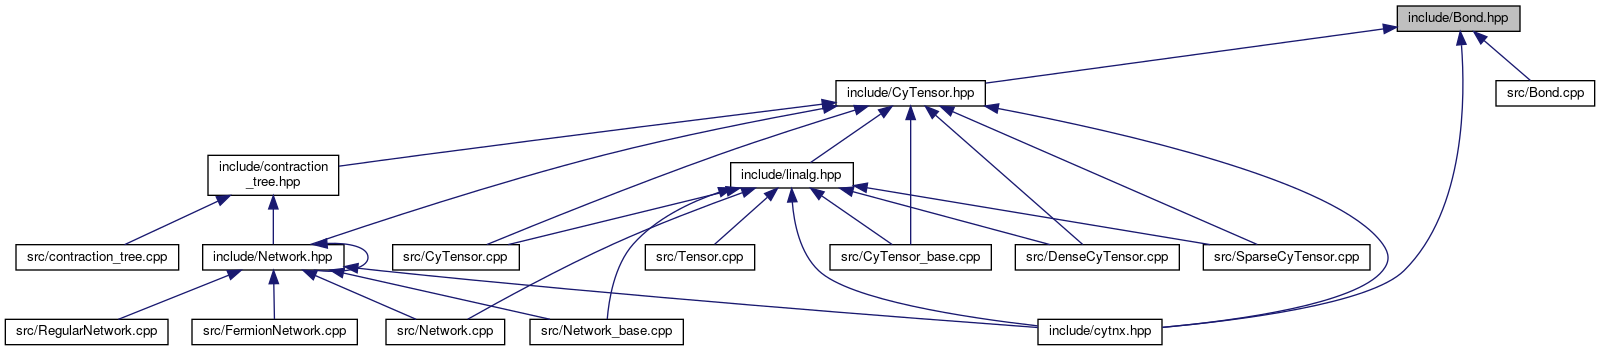 include/Bond.hpp
include/CyTensor.hpp
src/Bond.cpp
include/contraction
_tree.hpp
include/linalg.hpp
src/contraction_tree.cpp
include/Network.hpp
src/CyTensor.cpp
src/Tensor.cpp
src/CyTensor_base.cpp
src/DenseCyTensor.cpp
src/SparseCyTensor.cpp
src/RegularNetwork.cpp
src/FermionNetwork.cpp
src/Network.cpp
src/Network_base.cpp
include/cytnx.hpp